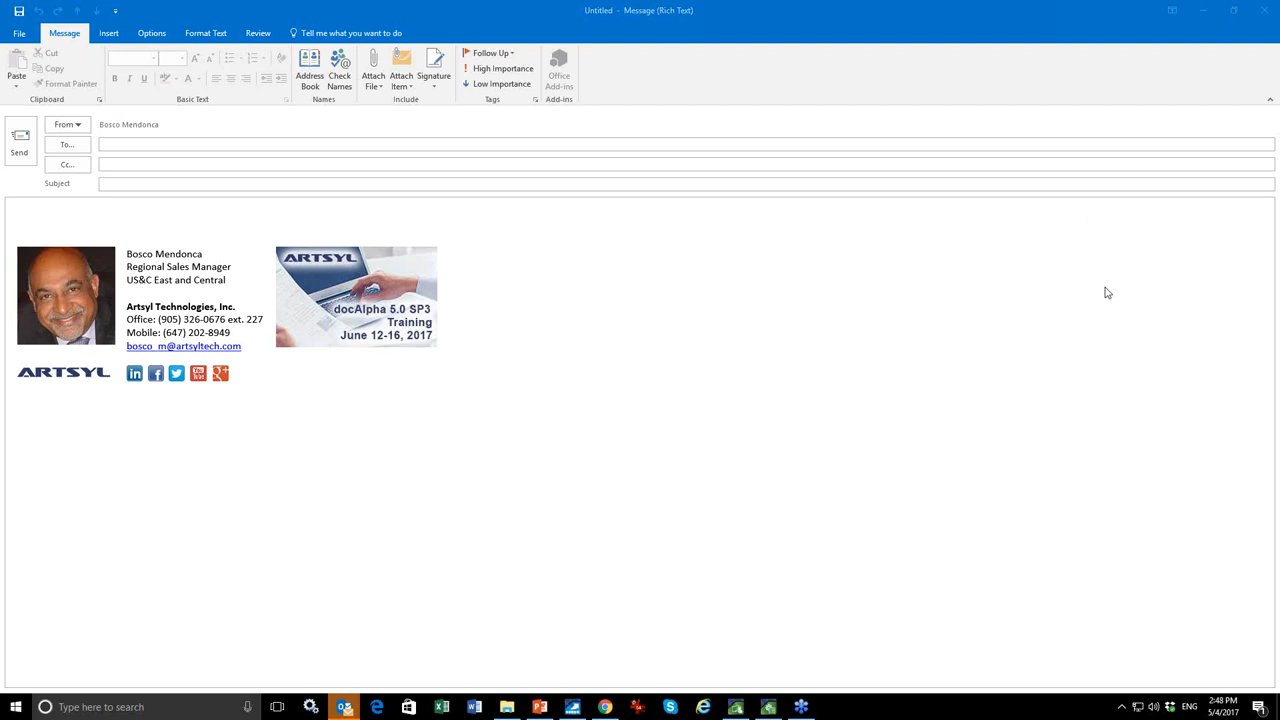 Untitled - Message (Rich Text)
File Message Insert Options Format Text Review Tell me what you want to do
Paste
Cut
Copy
Format Painter
Clipboard
B I U
Basic Text
Address Book
Check Names
Names
Attach File
Attach Item
Signature
Include
Follow Up
High Importance
Low Importance
Tags
Office Add-ins
Add-ins
Send
From Bosco Mendonca
To...
Cc...
Subject
Bosco Mendonca
Regional Sales Manager
US&C East and Central
Artsyl Technologies, Inc.
Office: (905) 326-0676 ext. 227
Mobile: (647) 202-8949
bosco_m@artsyltech.com
ARTSYL
docAlpha 5.0 SP3
Training
June 12-16, 2017
ARTSYL
Type here to search
ENG
2:48 PM
5/4/2017